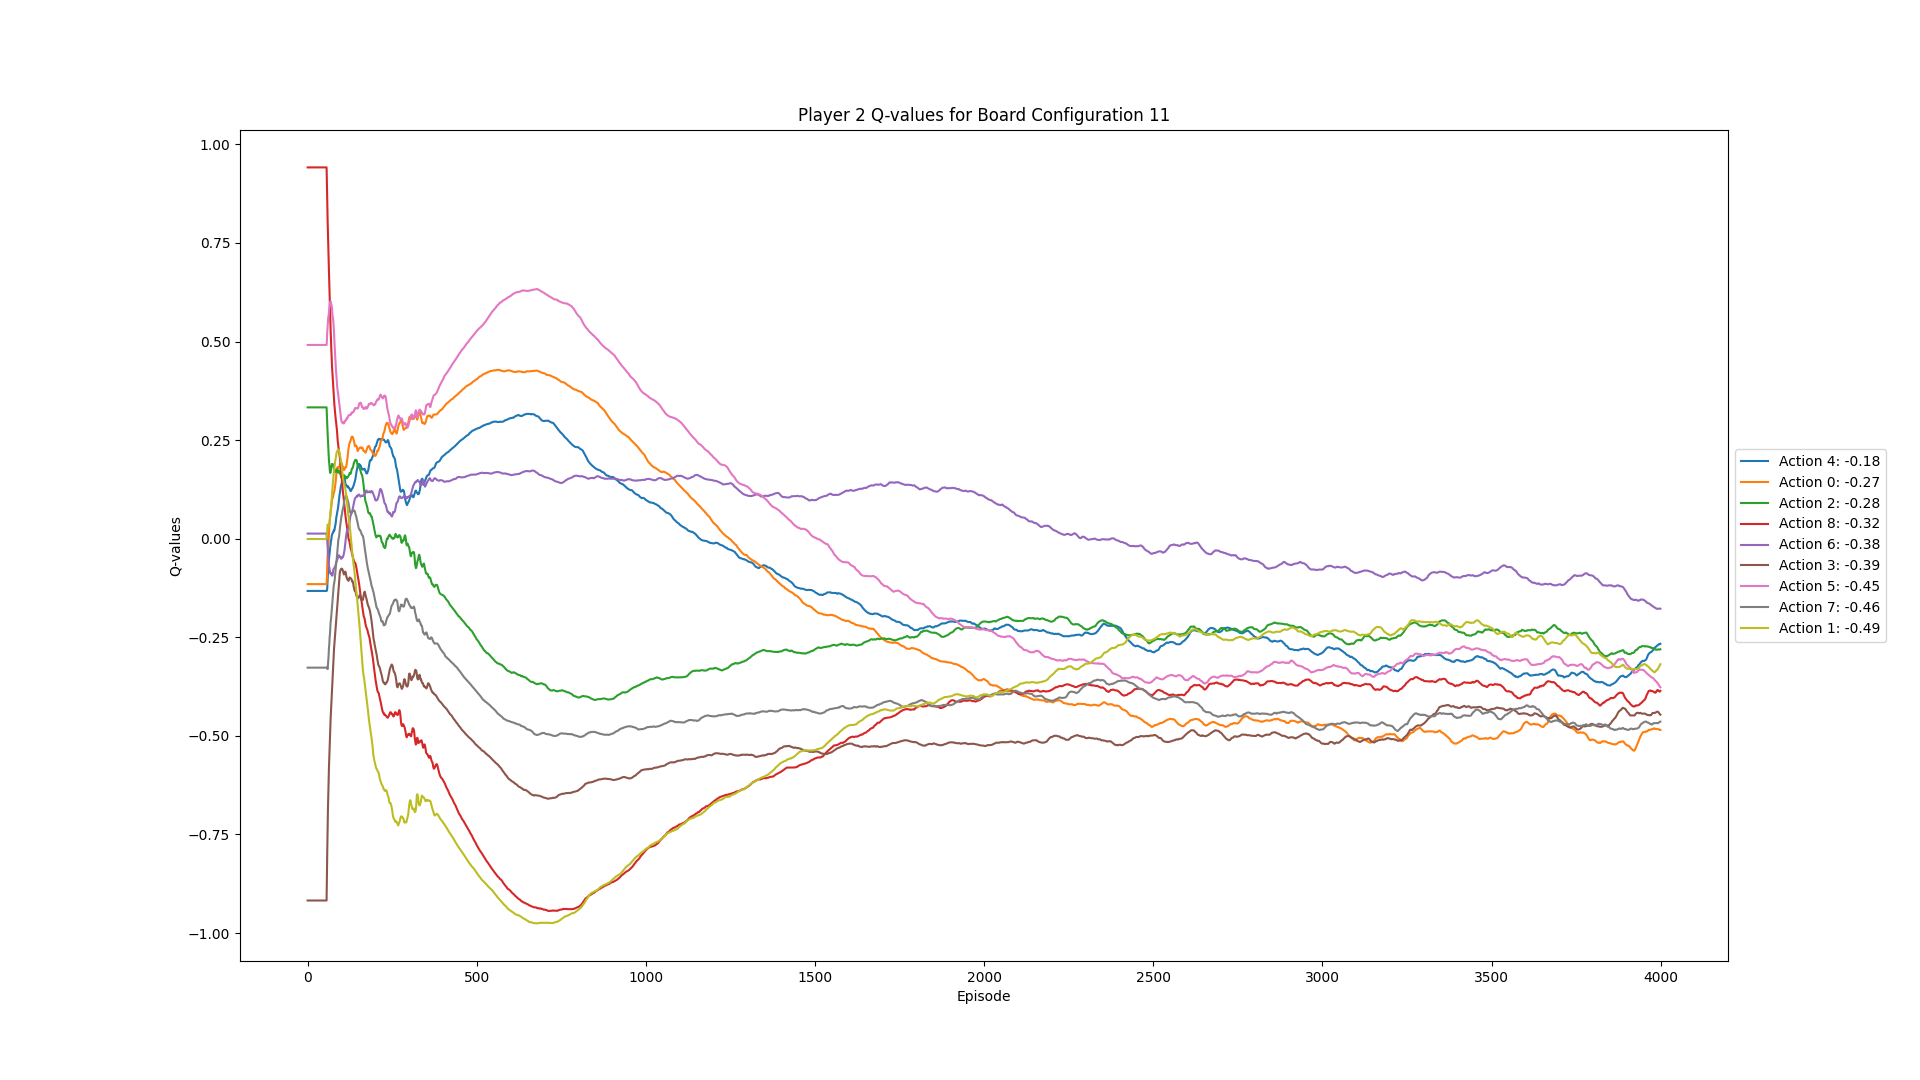 Player 2 Q-values for Board Configuration 11
1.00
0.75
0.50
0.25
0.00
−0.25
−0.50
−0.75
−1.00
Q-values
0
500
1000
1500
2000
2500
3000
3500
4000
Episode
Action 4: -0.18
Action 0: -0.27
Action 2: -0.28
Action 8: -0.32
Action 6: -0.38
Action 3: -0.39
Action 5: -0.45
Action 7: -0.46
Action 1: -0.49